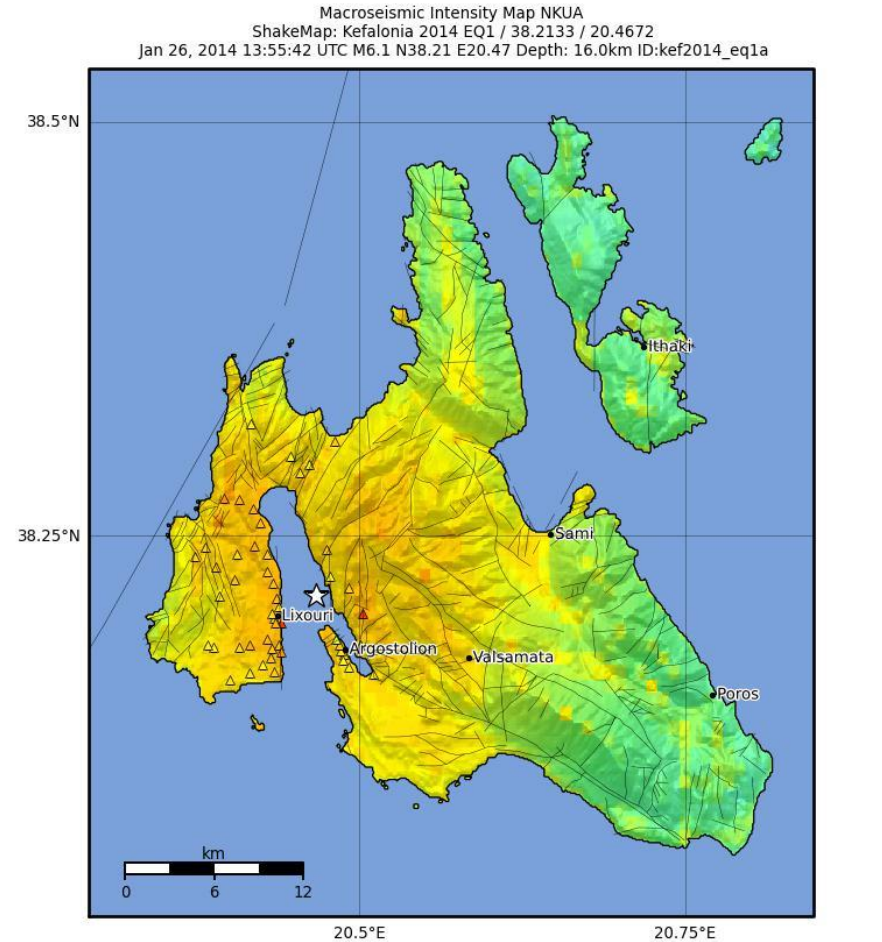 Macroseismic Intensity Map NKUA
ShakeMap: Kefalonia 2014 EQ1 / 38.2133 / 20.4672
Jan 26, 2014 13:55:42 UTC M6.1 N38.21 E20.47 Depth: 16.0km ID:kef2014_eq1a
38.5°N
Ithaki
38.25°N
Sami
Lixouri
Argostolion
Valsamata
Poros
km
0 6 12
20.5°E 20.75°E